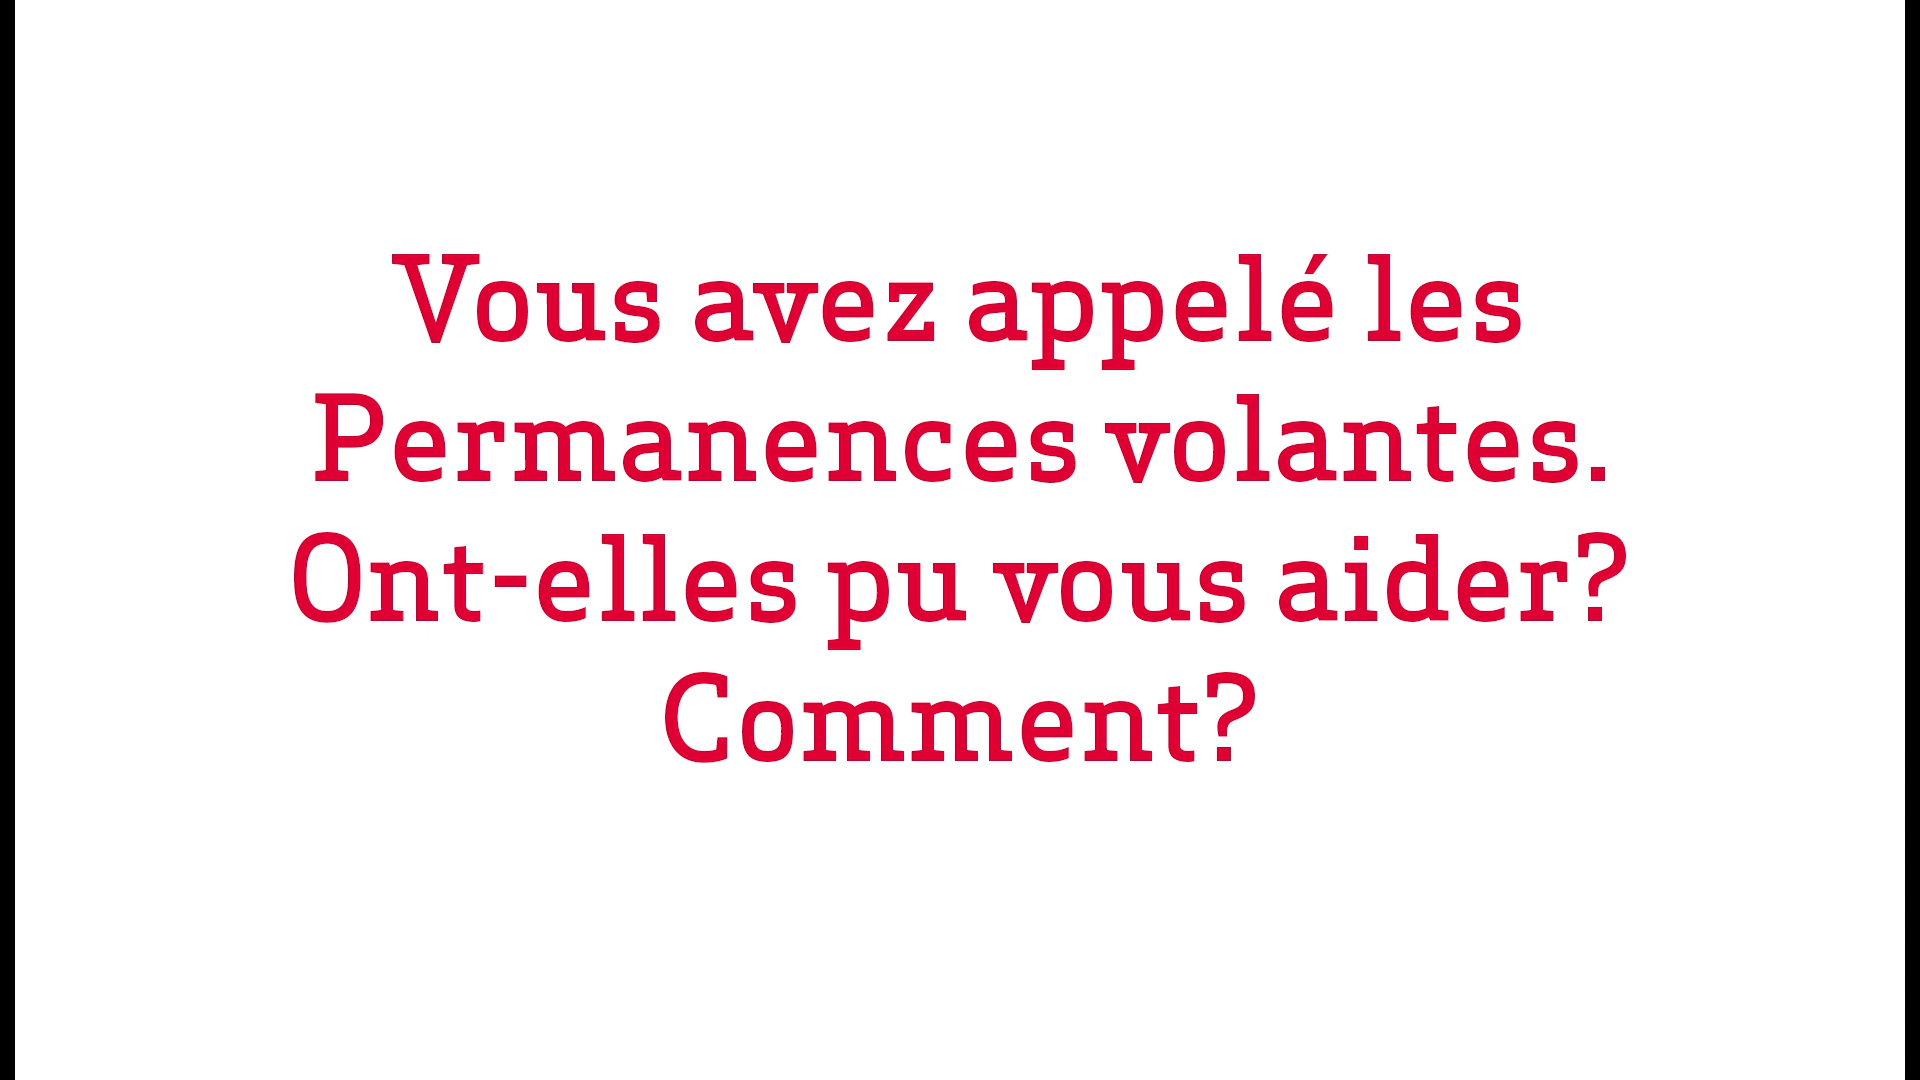 Vous avez appelé les
Permanences volantes.
Ont-elles pu vous aider?
Comment?